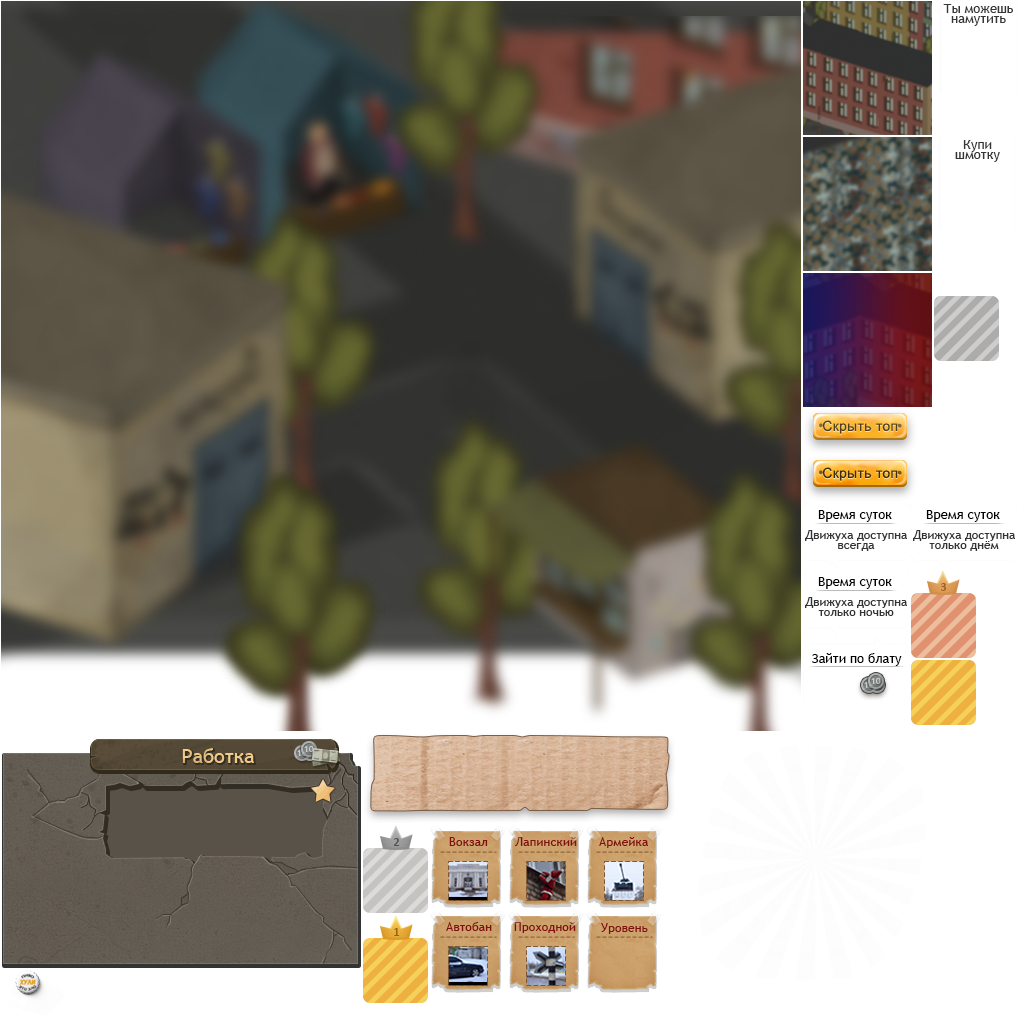 Ты можешь
намутить
Купи
шмотку
Скрыть топ
Скрыть топ
Время суток
Движуха доступна
всегда
Время суток
Движуха доступна
только днём
Время суток
Движуха доступна
только ночью
3
Зайти по блату
10
Работка
10
2
Вокзал
Лапинский
Армейка
1
Автобан
Проходной
Уровень
ХУЛИ